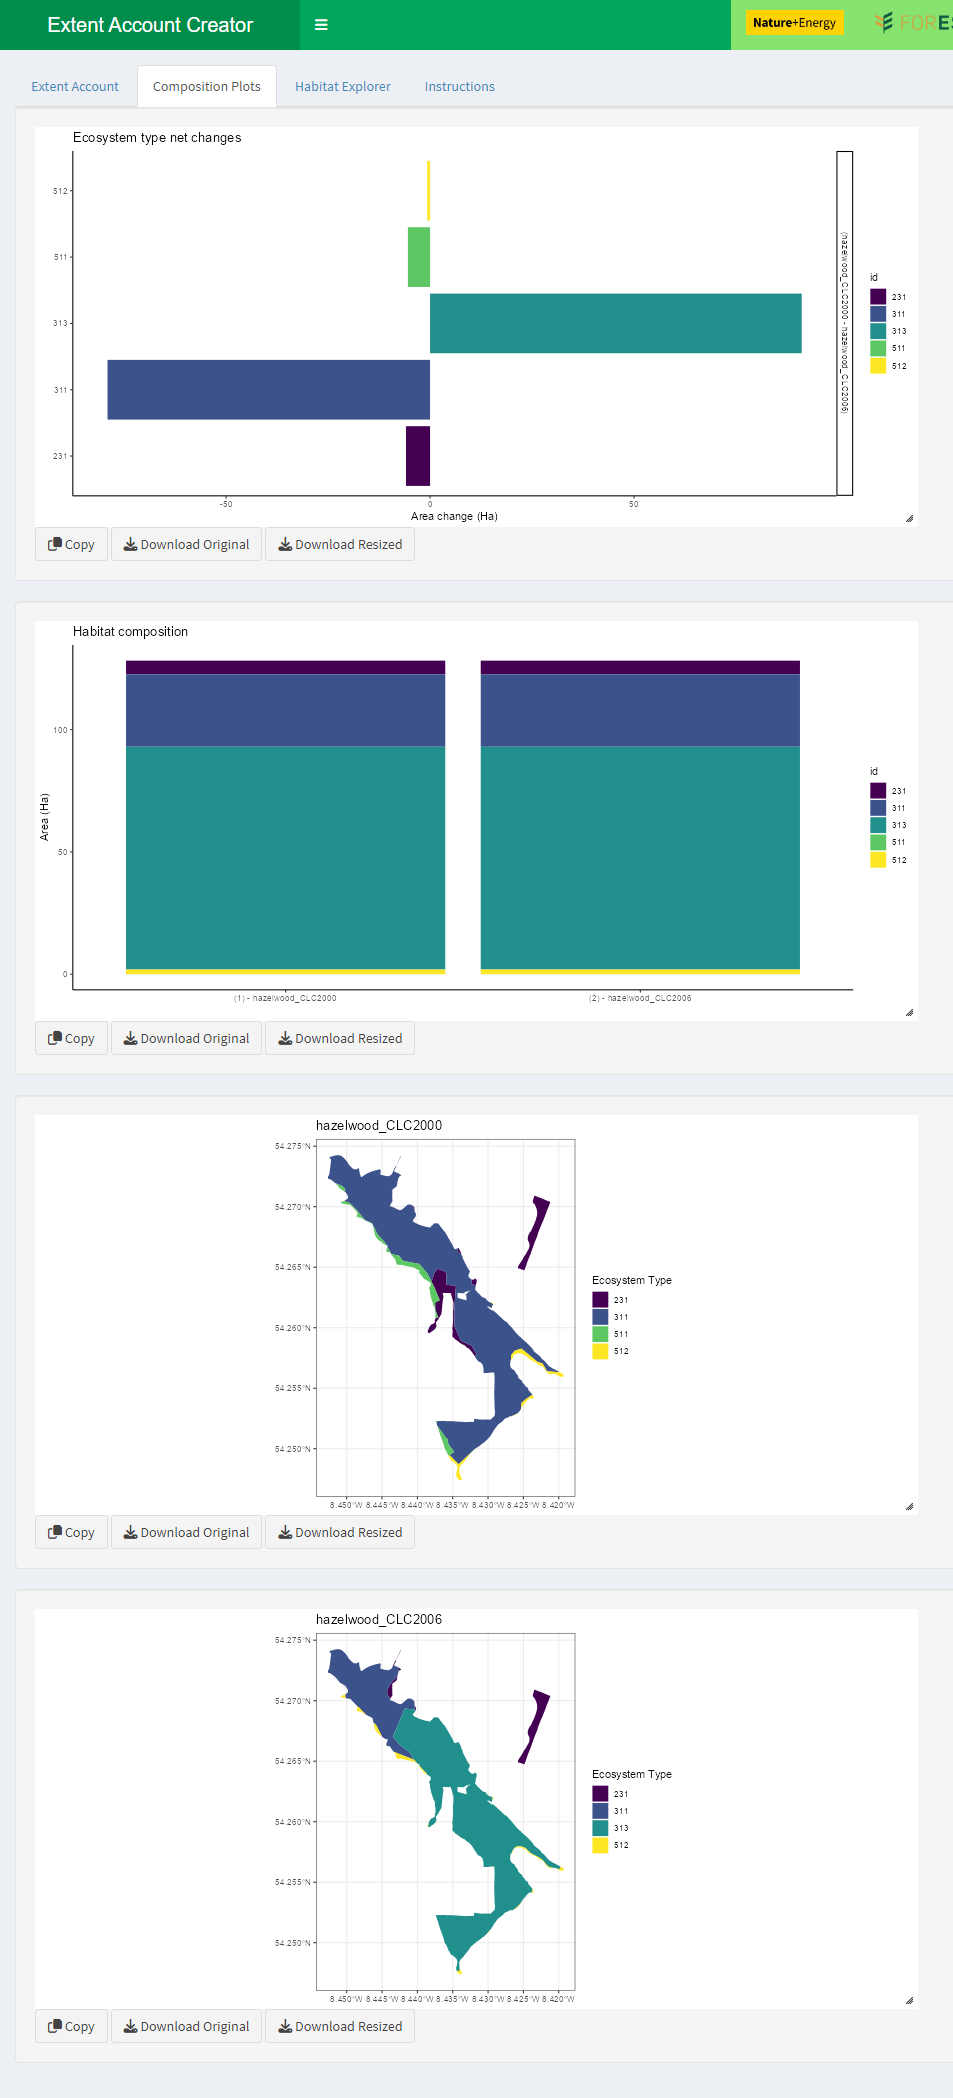 Extent Account Creator
Nature+Energy
FORES
Extent Account
Composition Plots
Habitat Explorer
Instructions
Ecosystem type net changes
512
511
313
311
231
-50
0
50
Area change (Ha)
(hazelwood_CLC2000 - hazelwood_CLC2006)
id
231
311
313
511
512
Copy
Download Original
Download Resized
Habitat composition
100
50
0
Area (Ha)
(1) - hazelwood_CLC2000
(2) - hazelwood_CLC2006
id
231
311
313
511
512
Copy
Download Original
Download Resized
hazelwood_CLC2000
54.275°N
54.270°N
54.265°N
54.260°N
54.255°N
54.250°N
8.450°W 8.445°W 8.440°W 8.435°W 8.430°W 8.425°W 8.420°W
Ecosystem Type
231
311
511
512
Copy
Download Original
Download Resized
hazelwood_CLC2006
54.275°N
54.270°N
54.265°N
54.260°N
54.255°N
54.250°N
8.450°W 8.445°W 8.440°W 8.435°W 8.430°W 8.425°W 8.420°W
Ecosystem Type
231
311
313
512
Copy
Download Original
Download Resized